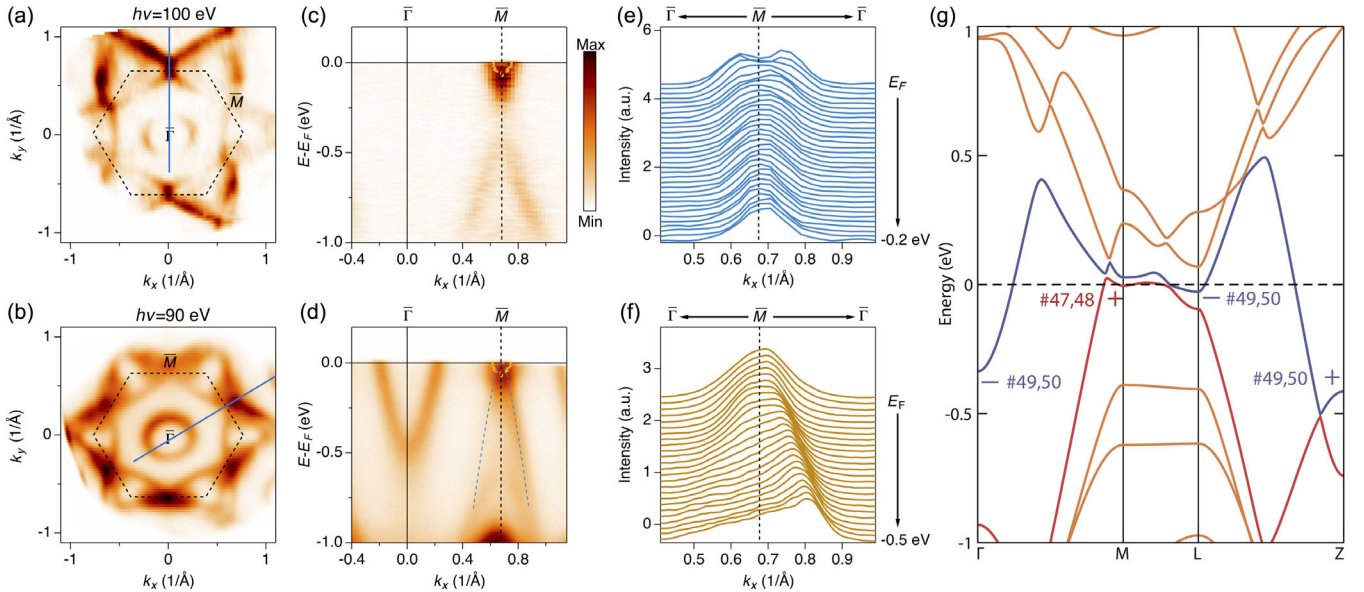 (a)
hν=100 eV
1
0
-1
k_y (1/Å)
M̅
Γ̅
-1
0
1
k_x (1/Å)
(b)
hν=90 eV
1
0
-1
k_y (1/Å)
M̅
Γ̅
-1
0
1
k_x (1/Å)
(c)
Γ̅
M̅
0.0
-0.5
-1.0
E-E_F (eV)
-0.4
0.0
0.4
0.8
k_x (1/Å)
Max
Min
(d)
Γ̅
M̅
0.0
-0.5
-1.0
E-E_F (eV)
-0.4
0.0
0.4
0.8
k_x (1/Å)
(e)
Γ̅
M̅
Γ̅
6
4
2
0
Intensity (a.u.)
E_F
-0.2 eV
0.5
0.6
0.7
0.8
0.9
k_x (1/Å)
(f)
Γ̅
M̅
Γ̅
3
2
1
0
Intensity (a.u.)
E_F
-0.5 eV
0.5
0.6
0.7
0.8
0.9
k_x (1/Å)
(g)
1
0.5
0
-0.5
-1
Energy (eV)
#47,48 +
− #49,50
− #49,50
#49,50 +
Γ
M
L
Z